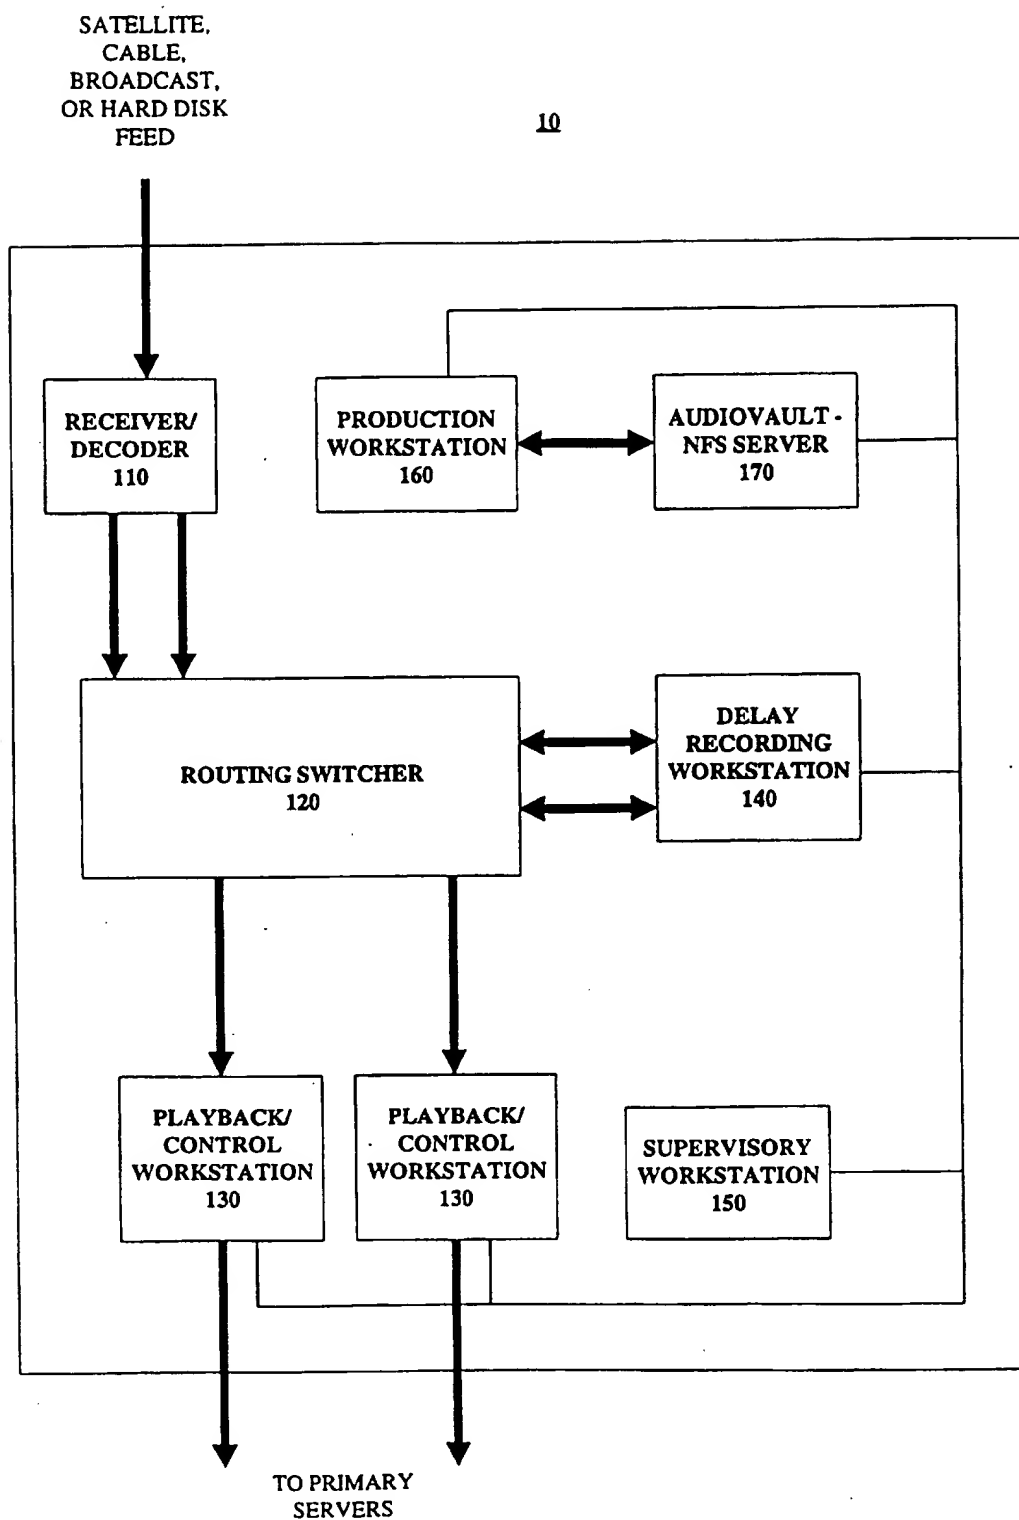 SATELLITE,
CABLE,
BROADCAST,
OR HARD DISK
FEED
10
RECEIVER/
DECODER
110
PRODUCTION
WORKSTATION
160
AUDIOVAULT -
NFS SERVER
170
ROUTING SWITCHER
120
DELAY
RECORDING
WORKSTATION
140
PLAYBACK/
CONTROL
WORKSTATION
130
PLAYBACK/
CONTROL
WORKSTATION
130
SUPERVISORY
WORKSTATION
150
TO PRIMARY
SERVERS